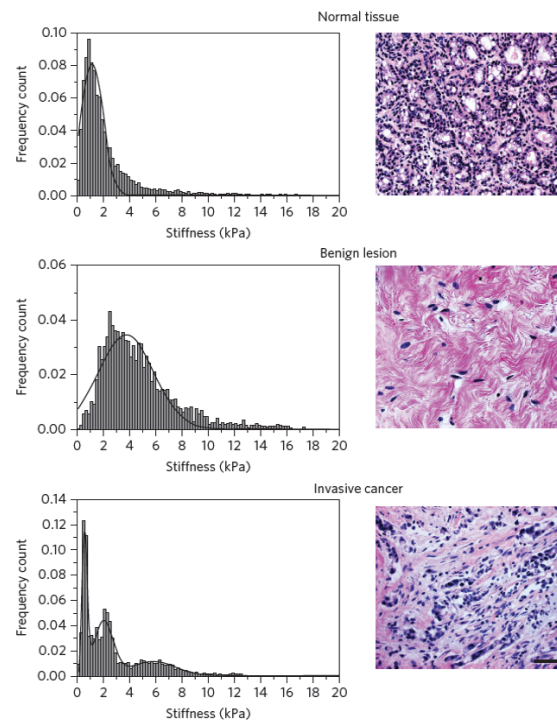 Normal tissue
Frequency count
0.10
0.08
0.06
0.04
0.02
0.00
0 2 4 6 8 10 12 14 16 18 20
Stiffness (kPa)
Benign lesion
Frequency count
0.06
0.04
0.02
0.00
0 2 4 6 8 10 12 14 16 18 20
Stiffness (kPa)
Invasive cancer
Frequency count
0.14
0.12
0.10
0.08
0.06
0.04
0.02
0.00
0 2 4 6 8 10 12 14 16 18 20
Stiffness (kPa)